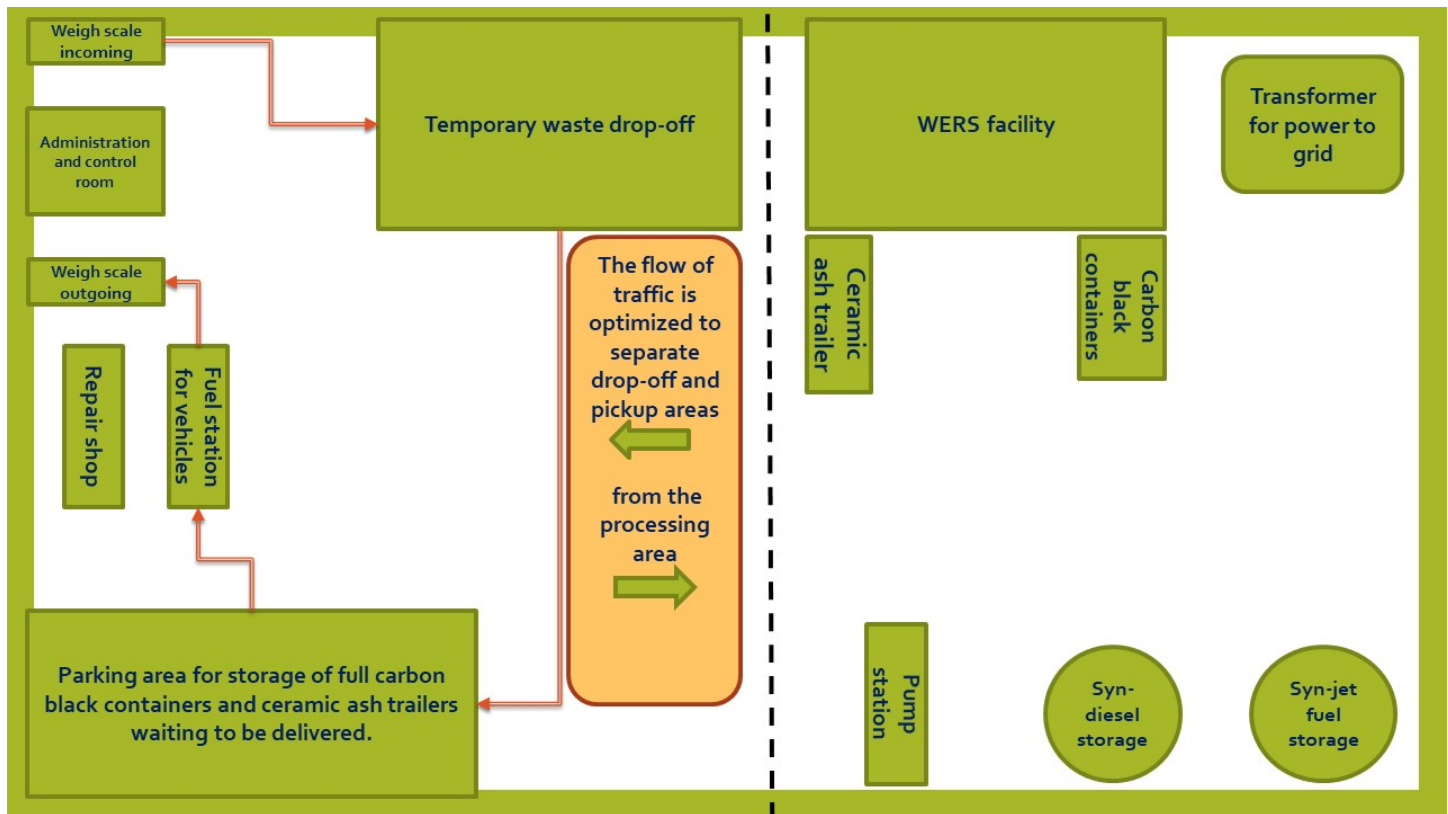 Weigh scale
incoming
Temporary waste drop-off
WERS facility
Transformer
for power to
grid
Administration
and control
room
Weigh scale
outgoing
The flow of
traffic is
optimized to
separate
drop-off and
pickup areas
from the
processing
area
Ceramic
ash trailer
Carbon
black
containers
Repair shop
Fuel station
for vehicles
Parking area for storage of full carbon
black containers and ceramic ash trailers
waiting to be delivered.
Pump
station
Syn-
diesel
storage
Syn-jet
fuel
storage